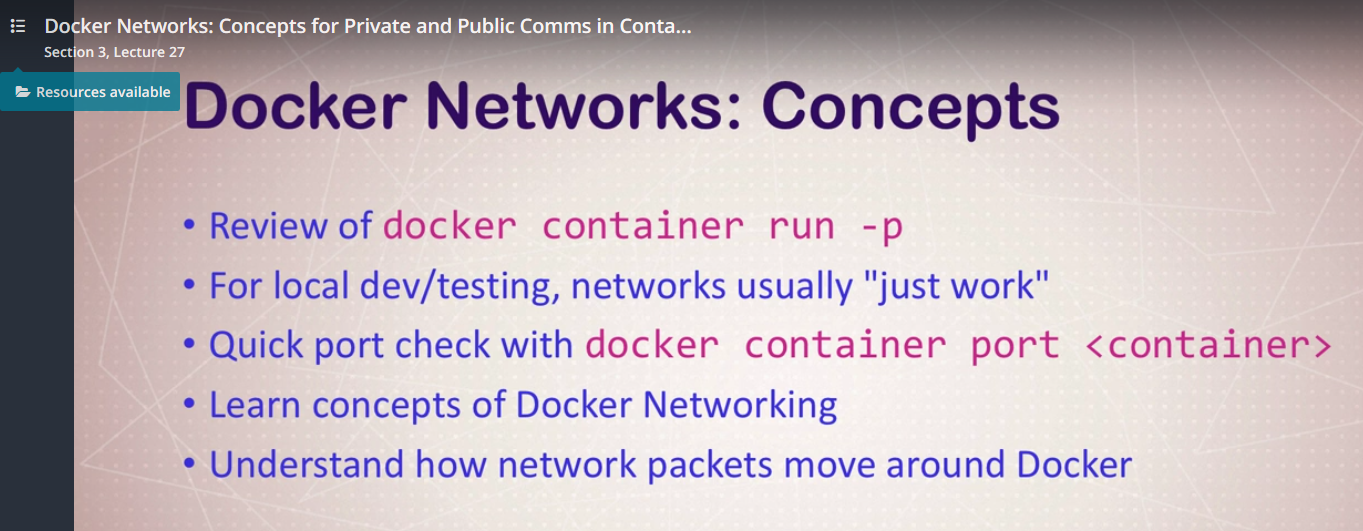 Docker Networks: Concepts for Private and Public Comms in Conta...
Section 3, Lecture 27
Resources available
Docker Networks: Concepts
• Review of docker container run -p
• For local dev/testing, networks usually "just work"
• Quick port check with docker container port <container>
• Learn concepts of Docker Networking
• Understand how network packets move around Docker